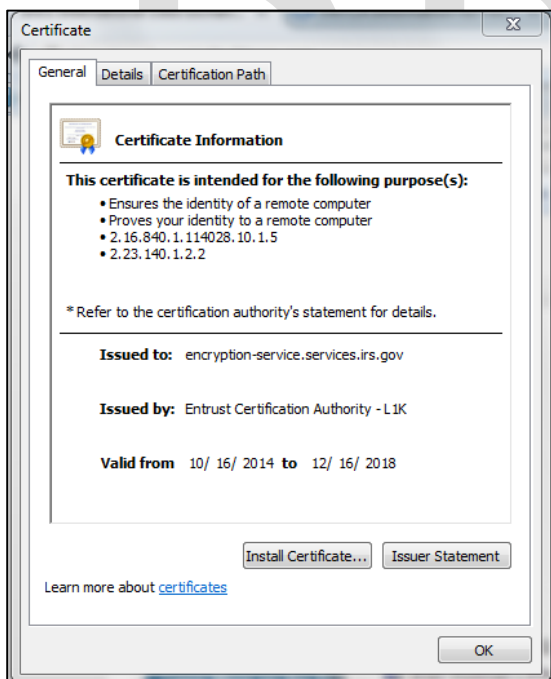 Certificate
General Details Certification Path
Certificate Information
This certificate is intended for the following purpose(s):
• Ensures the identity of a remote computer
• Proves your identity to a remote computer
• 2.16.840.1.114028.10.1.5
• 2.23.140.1.2.2
* Refer to the certification authority's statement for details.
Issued to: encryption-service.services.irs.gov
Issued by: Entrust Certification Authority - L1K
Valid from 10/ 16/ 2014 to 12/ 16/ 2018
Install Certificate... Issuer Statement
Learn more about certificates
OK